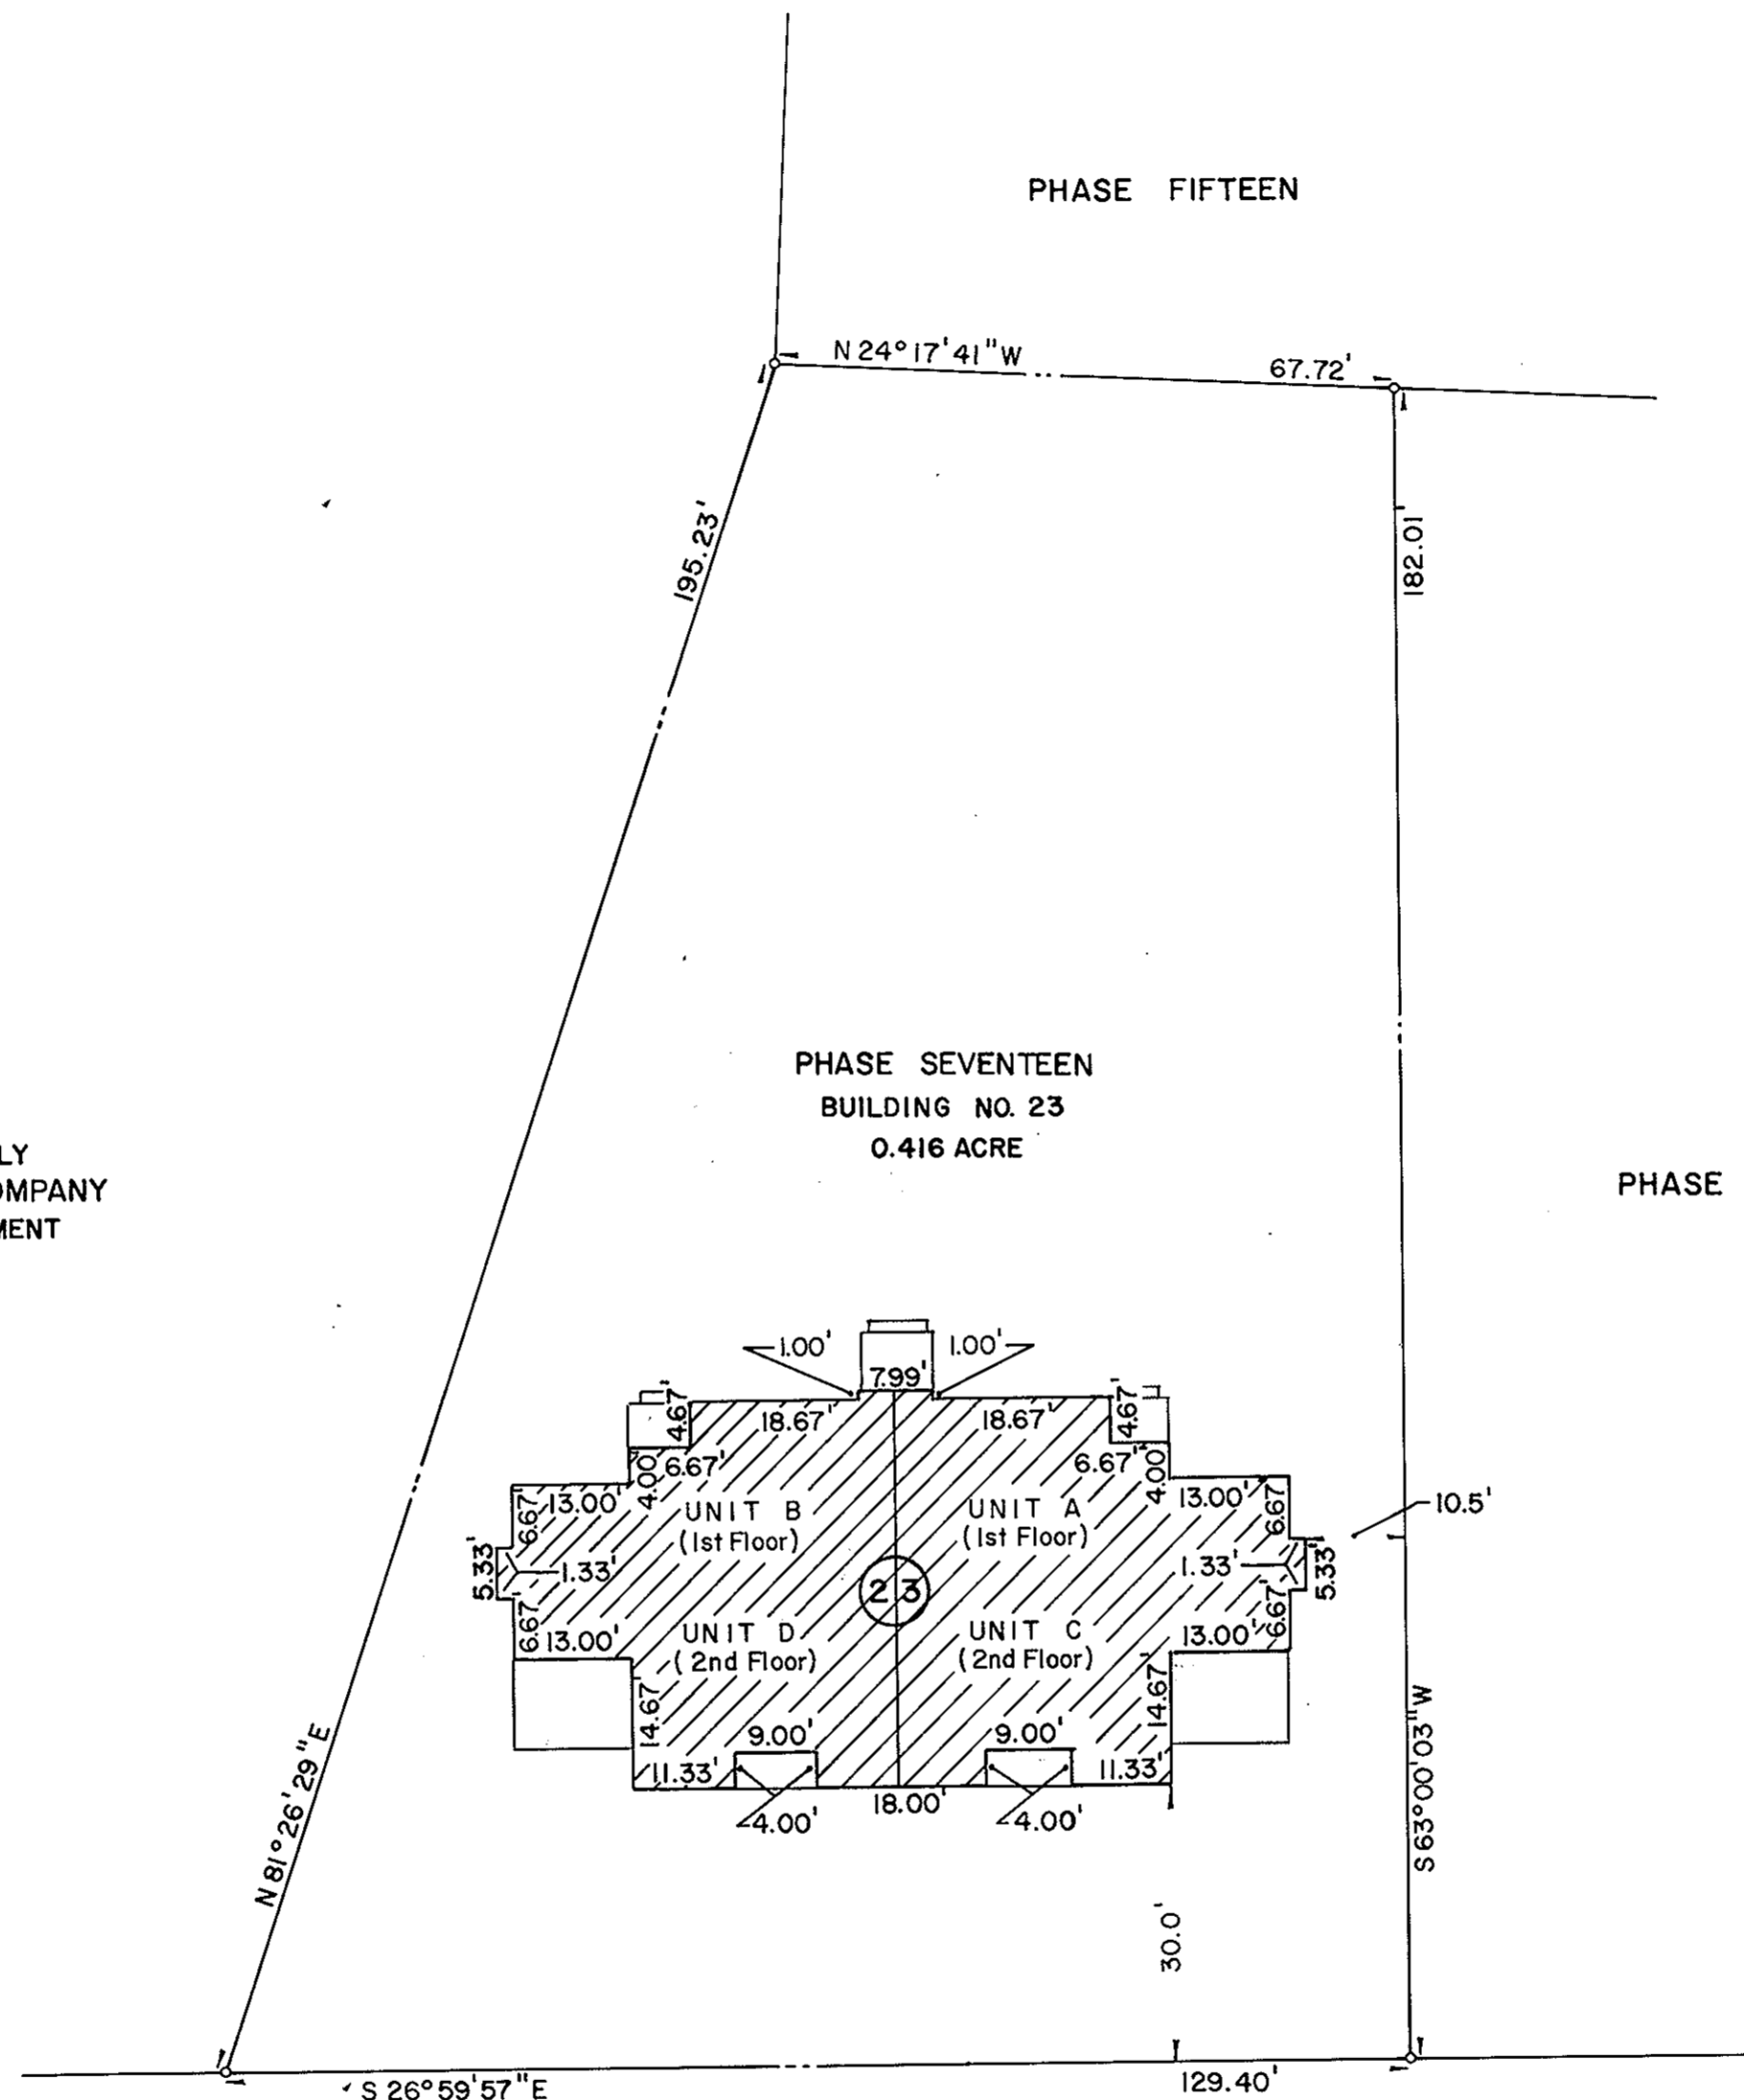 PHASE FIFTEEN
N 24° 17' 41" W
67.72'
195.23'
182.01'
PHASE SEVENTEEN
BUILDING NO. 23
0.416 ACRE
LY
OMPANY
MENT
PHASE
1.00'
1.00'
7.99'
4.67'
18.67'
18.67'
4.67'
4.00'
6.67'
6.67'
4.00'
6.67'
13.00'
UNIT B
(1st Floor)
UNIT A
(1st Floor)
13.00'
6.67'
10.5'
5.33'
1.33'
23
1.33'
5.33'
6.67'
13.00'
UNIT D
(2nd Floor)
UNIT C
(2nd Floor)
13.00'
6.67'
14.67'
14.67'
9.00'
9.00'
11.33'
11.33'
18.00'
4.00'
4.00'
N 81° 26' 29" E
S 63° 00' 03" W
30.0'
S 26° 59' 57" E
129.40'